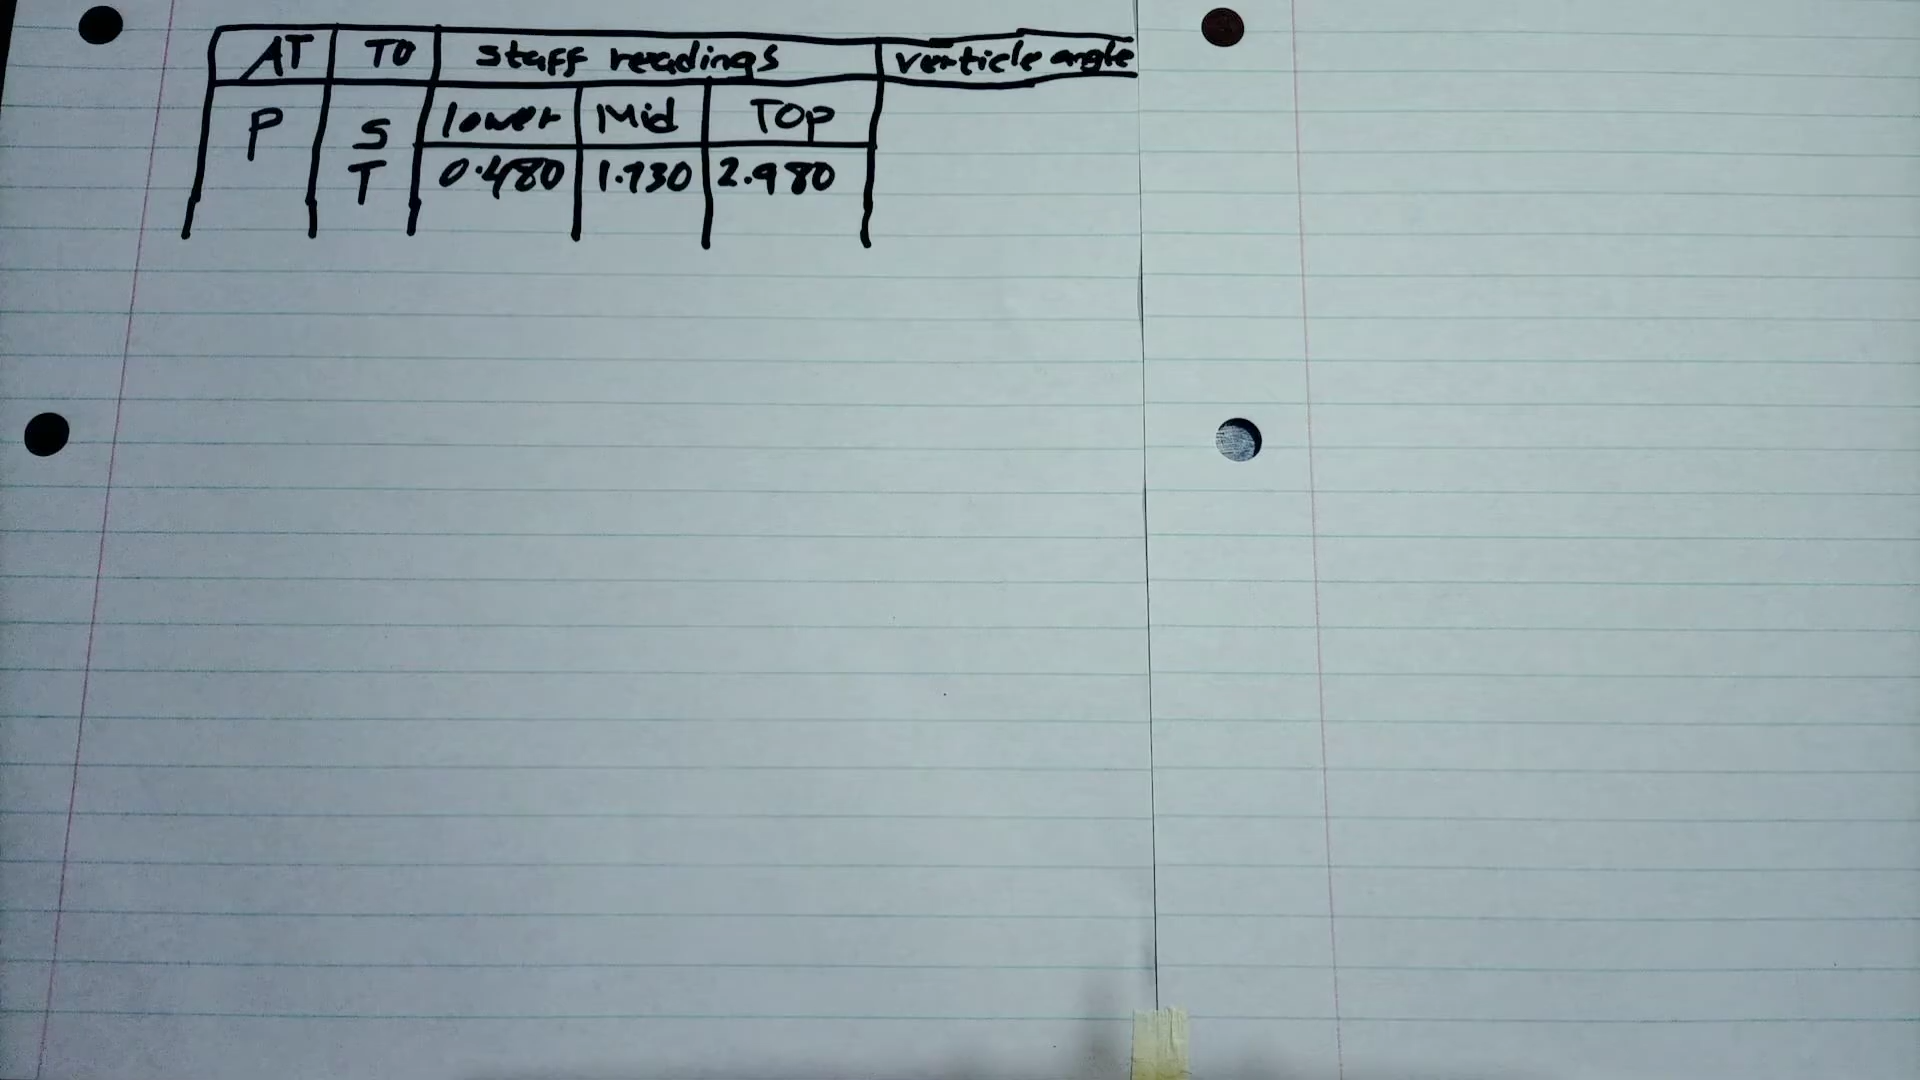 AT TO staff readings verticle angle
P S lower Mid Top
T 0.480 1.730 2.980